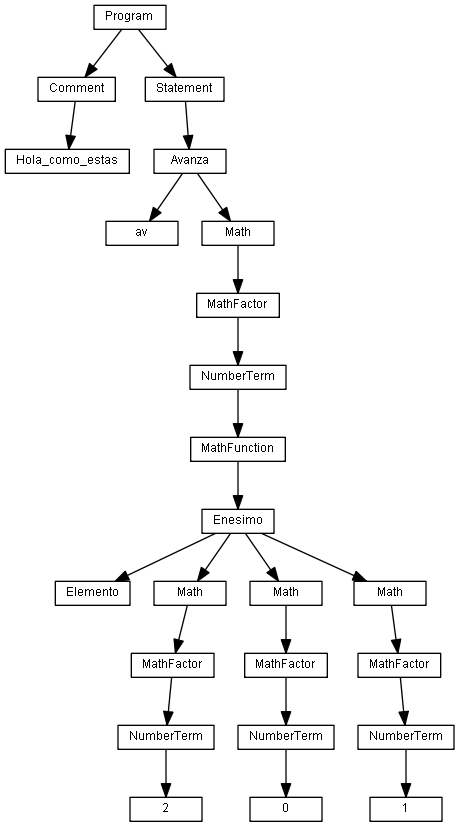 Program
Comment Statement
Hola_como_estas Avanza
av Math
MathFactor
NumberTerm
MathFunction
Enesimo
Elemento Math Math Math
MathFactor MathFactor MathFactor
NumberTerm NumberTerm NumberTerm
2 0 1